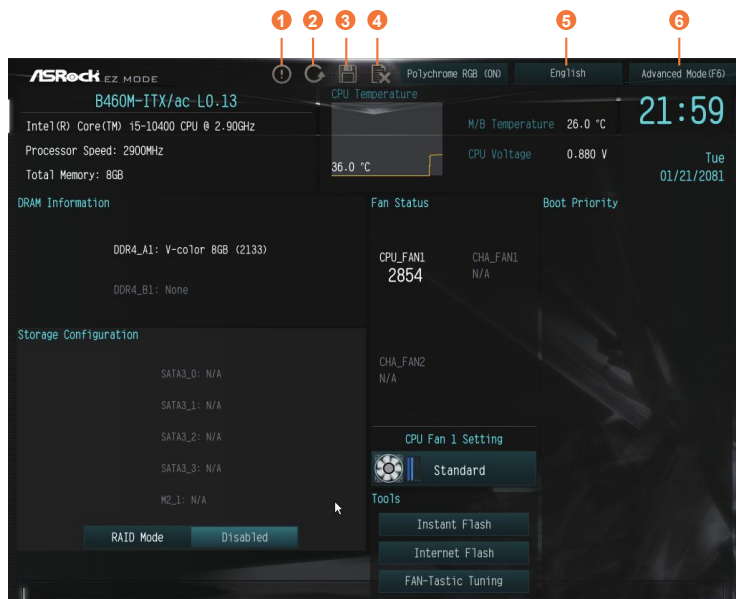 1 2 3 4 5 6
ASRock EZ MODE
Polychrome RGB (ON) English Advanced Mode(F6)
B460M-ITX/ac L0.13
Intel(R) Core(TM) i5-10400 CPU @ 2.90GHz
Processor Speed: 2900MHz
Total Memory: 8GB
CPU Temperature
36.0 °C
M/B Temperature 26.0 °C
CPU Voltage 0.880 V
21:59
Tue
01/21/2081
DRAM Information
DDR4_A1: V-color 8GB (2133)
DDR4_B1: None
Storage Configuration
SATA3_0: N/A
SATA3_1: N/A
SATA3_2: N/A
SATA3_3: N/A
M2_1: N/A
RAID Mode Disabled
Fan Status
CPU_FAN1 CHA_FAN1
2854 N/A
CHA_FAN2
N/A
CPU Fan 1 Setting
Standard
Tools
Instant Flash
Internet Flash
FAN-Tastic Tuning
Boot Priority